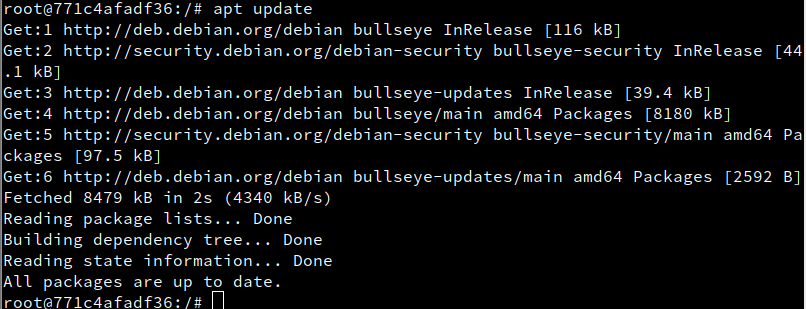 root@771c4afadf36:/# apt update
Get:1 http://deb.debian.org/debian bullseye InRelease [116 kB]
Get:2 http://security.debian.org/debian-security bullseye-security InRelease [44
.1 kB]
Get:3 http://deb.debian.org/debian bullseye-updates InRelease [39.4 kB]
Get:4 http://deb.debian.org/debian bullseye/main amd64 Packages [8180 kB]
Get:5 http://security.debian.org/debian-security bullseye-security/main amd64 Pa
ckages [97.5 kB]
Get:6 http://deb.debian.org/debian bullseye-updates/main amd64 Packages [2592 B]
Fetched 8479 kB in 2s (4340 kB/s)
Reading package lists... Done
Building dependency tree... Done
Reading state information... Done
All packages are up to date.
root@771c4afadf36:/#